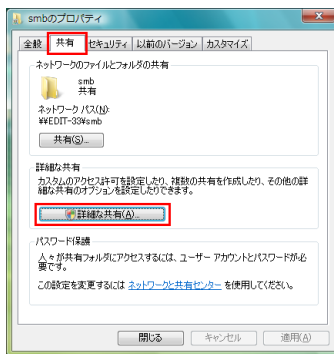 smbのプロパティ
全般 共有 セキュリティ 以前のバージョン カスタマイズ
ネットワークのファイルとフォルダの共有
smb
共有
ネットワーク パス(N):
¥¥EDIT-33¥smb
共有(S)...
詳細な共有
カスタムのアクセス許可を設定したり、複数の共有を作成したり、その他の詳
細な共有のオプションを設定したりできます。
詳細な共有(A)...
パスワード保護
人々が共有フォルダにアクセスするには、ユーザー アカウントとパスワードが必
要です。
この設定を変更するには ネットワークと共有センター を使用してください。
閉じる キャンセル 適用(A)